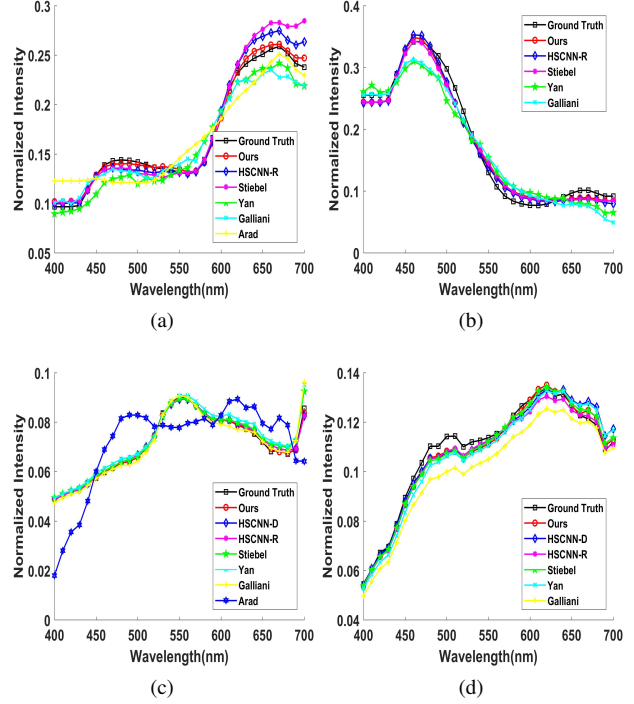 0.3
0.25
0.2
0.15
0.1
0.05
Normalized Intensity
Ground Truth
Ours
HSCNN-R
Stiebel
Yan
Galliani
Arad
400 450 500 550 600 650 700
Wavelength(nm)
(a)
0.4
0.3
0.2
0.1
0
Normalized Intensity
Ground Truth
Ours
HSCNN-R
Stiebel
Yan
Galliani
400 450 500 550 600 650 700
Wavelength(nm)
(b)
0.1
0.08
0.06
0.04
0.02
0
Normalized Intensity
Ground Truth
Ours
HSCNN-D
HSCNN-R
Stiebel
Yan
Galliani
Arad
400 450 500 550 600 650 700
Wavelength(nm)
(c)
0.14
0.12
0.1
0.08
0.06
0.04
Normalized Intensity
Ground Truth
Ours
HSCNN-D
HSCNN-R
Stiebel
Yan
Galliani
400 450 500 550 600 650 700
Wavelength(nm)
(d)